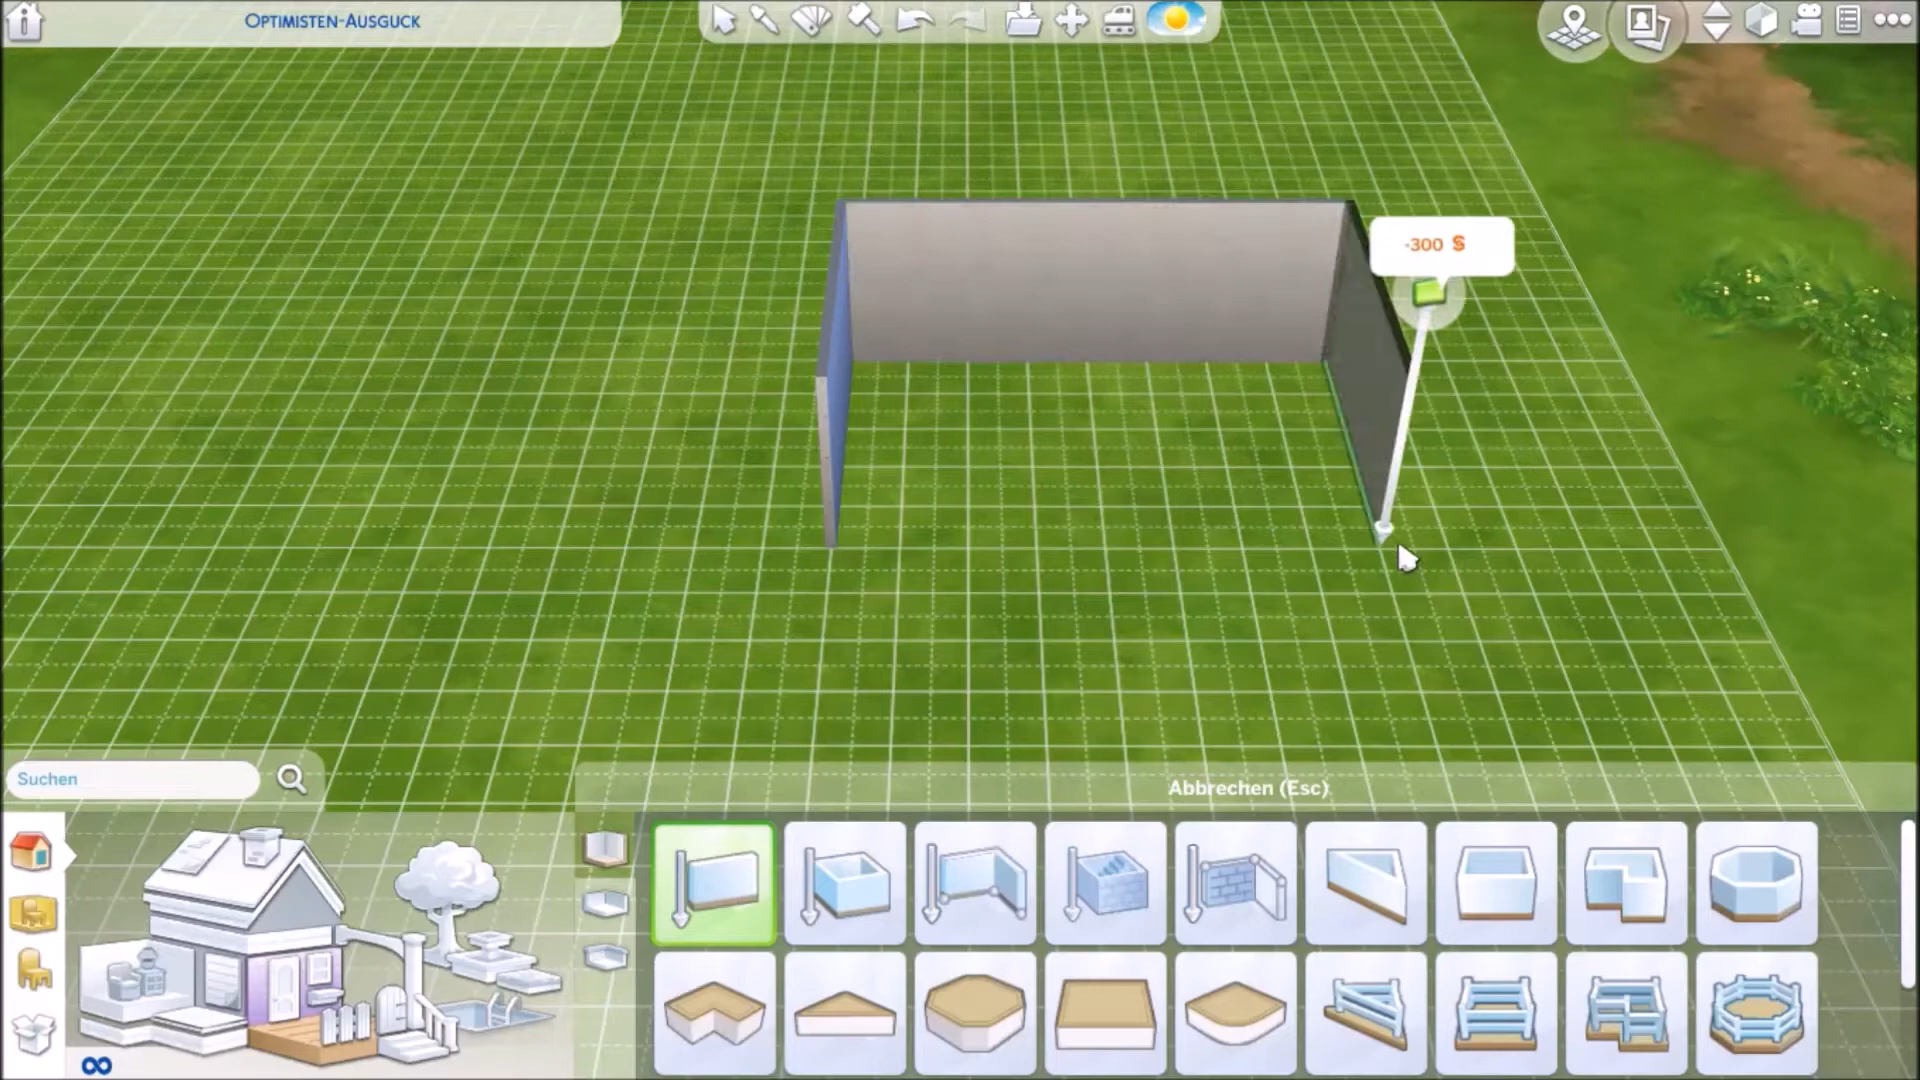 Optimisten-Ausguck
-300 $
Suchen
Abbrechen (Esc)
∞